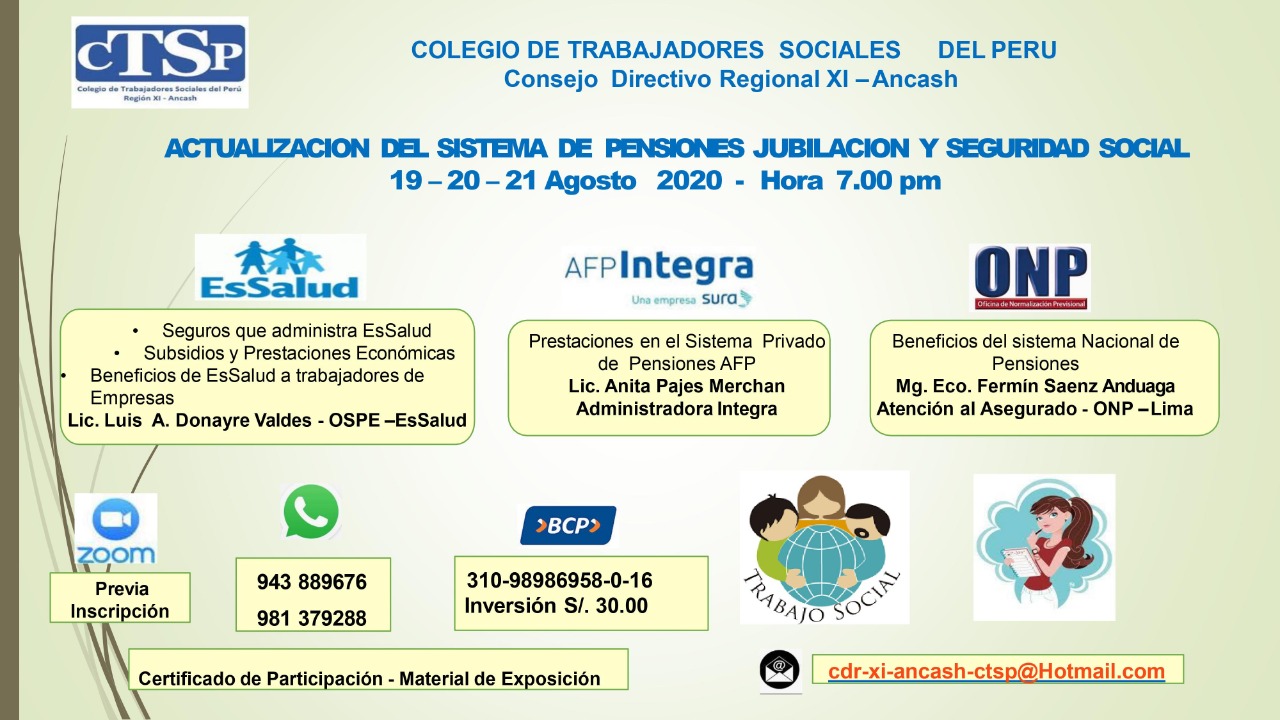 cTSp
Colegio de Trabajadores Sociales del Perú
Región XI - Ancash
COLEGIO DE TRABAJADORES SOCIALES DEL PERU
Consejo Directivo Regional XI – Ancash
ACTUALIZACION DEL SISTEMA DE PENSIONES JUBILACION Y SEGURIDAD SOCIAL
19 – 20 – 21 Agosto 2020 - Hora 7.00 pm
EsSalud
• Seguros que administra EsSalud
• Subsidios y Prestaciones Económicas
• Beneficios de EsSalud a trabajadores de
Empresas
Lic. Luis A. Donayre Valdes - OSPE –EsSalud
AFP Integra
Una empresa sura
Prestaciones en el Sistema Privado
de Pensiones AFP
Lic. Anita Pajes Merchan
Administradora Integra
ONP
Oficina de Normalización Previsional
Beneficios del sistema Nacional de
Pensiones
Mg. Eco. Fermín Saenz Anduaga
Atención al Asegurado - ONP – Lima
zoom
Previa
Inscripción
943 889676
981 379288
BCP
310-98986958-0-16
Inversión S/. 30.00
TRABAJO SOCIAL
Certificado de Participación - Material de Exposición
@
cdr-xi-ancash-ctsp@Hotmail.com